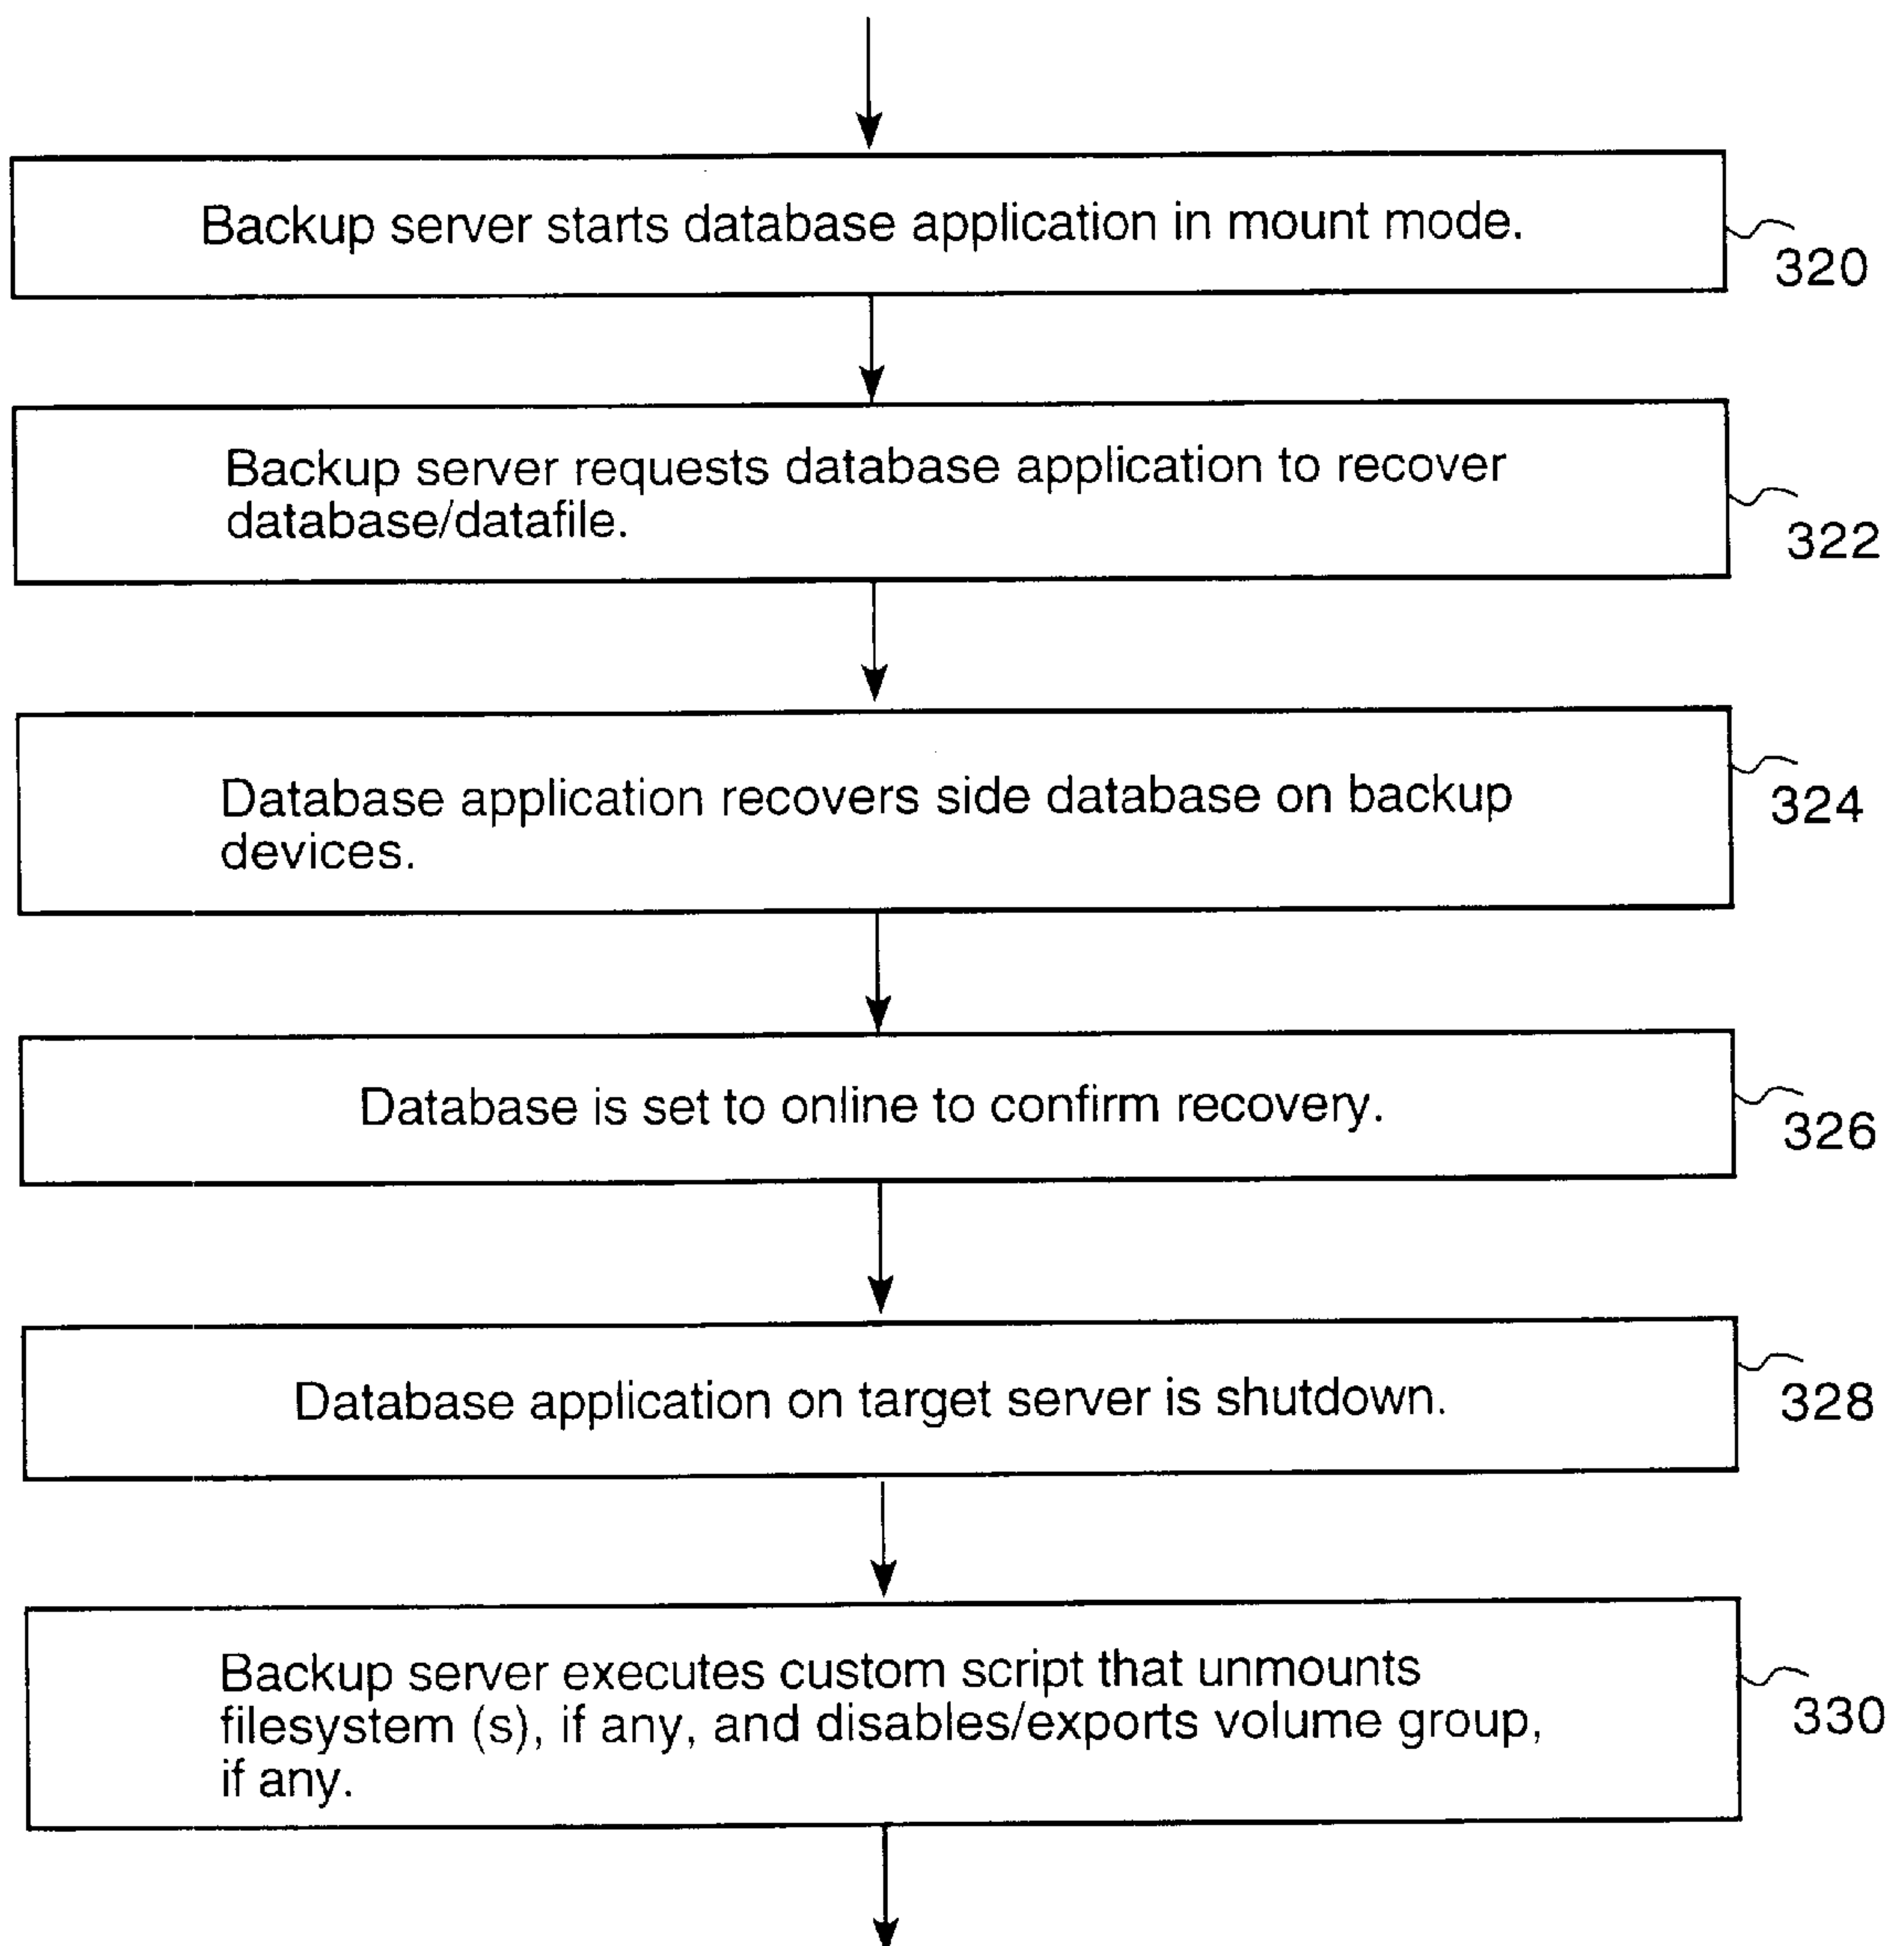 Backup server starts database application in mount mode.
320
Backup server requests database application to recover
database/datafile.
322
Database application recovers side database on backup
devices.
324
Database is set to online to confirm recovery.
326
Database application on target server is shutdown.
328
Backup server executes custom script that unmounts
filesystem (s), if any, and disables/exports volume group,
if any.
330